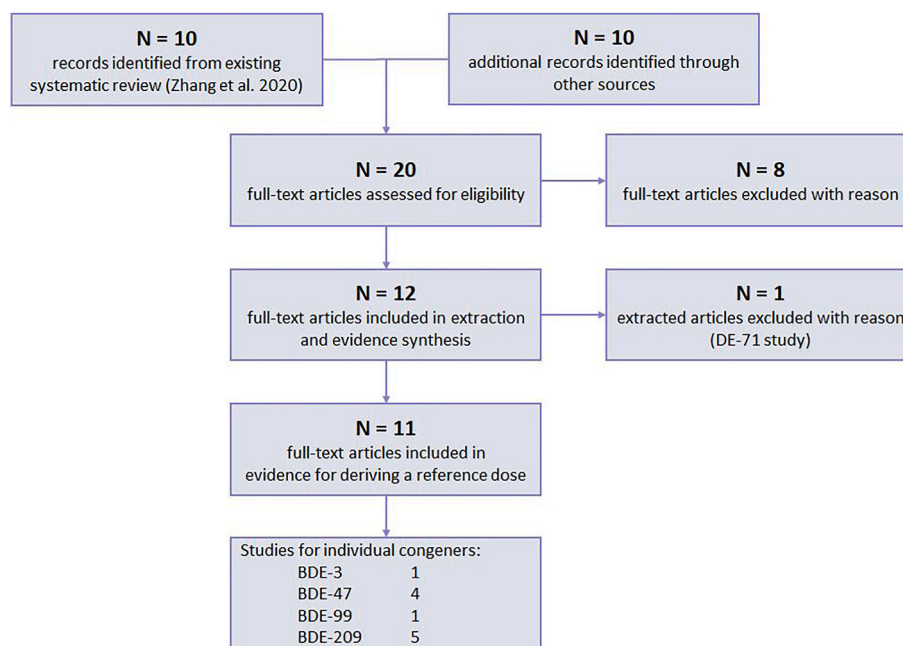 N = 10
records identified from existing
systematic review (Zhang et al. 2020)
N = 10
additional records identified through
other sources
N = 20
full-text articles assessed for eligibility
N = 8
full-text articles excluded with reason
N = 12
full-text articles included in extraction
and evidence synthesis
N = 1
extracted articles excluded with reason
(DE-71 study)
N = 11
full-text articles included in
evidence for deriving a reference dose
Studies for individual congeners:
BDE-3 1
BDE-47 4
BDE-99 1
BDE-209 5